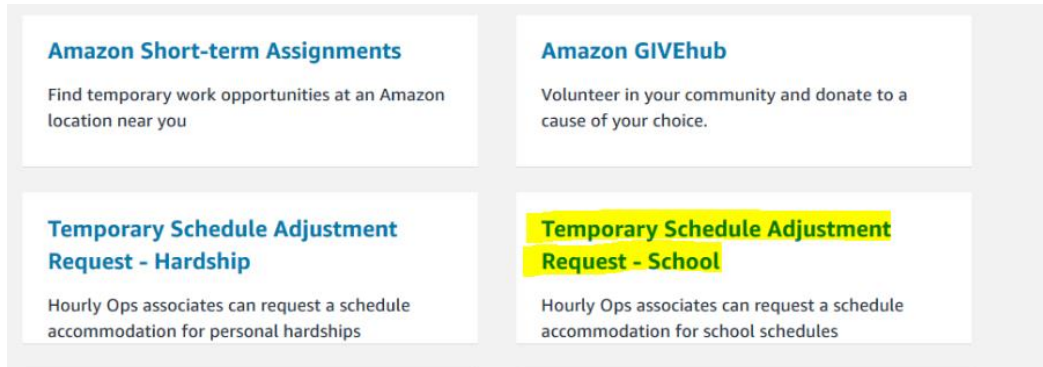 Amazon Short-term Assignments
Find temporary work opportunities at an Amazon
location near you
Amazon GIVEhub
Volunteer in your community and donate to a
cause of your choice.
Temporary Schedule Adjustment
Request - Hardship
Hourly Ops associates can request a schedule
accommodation for personal hardships
Temporary Schedule Adjustment
Request - School
Hourly Ops associates can request a schedule
accommodation for school schedules